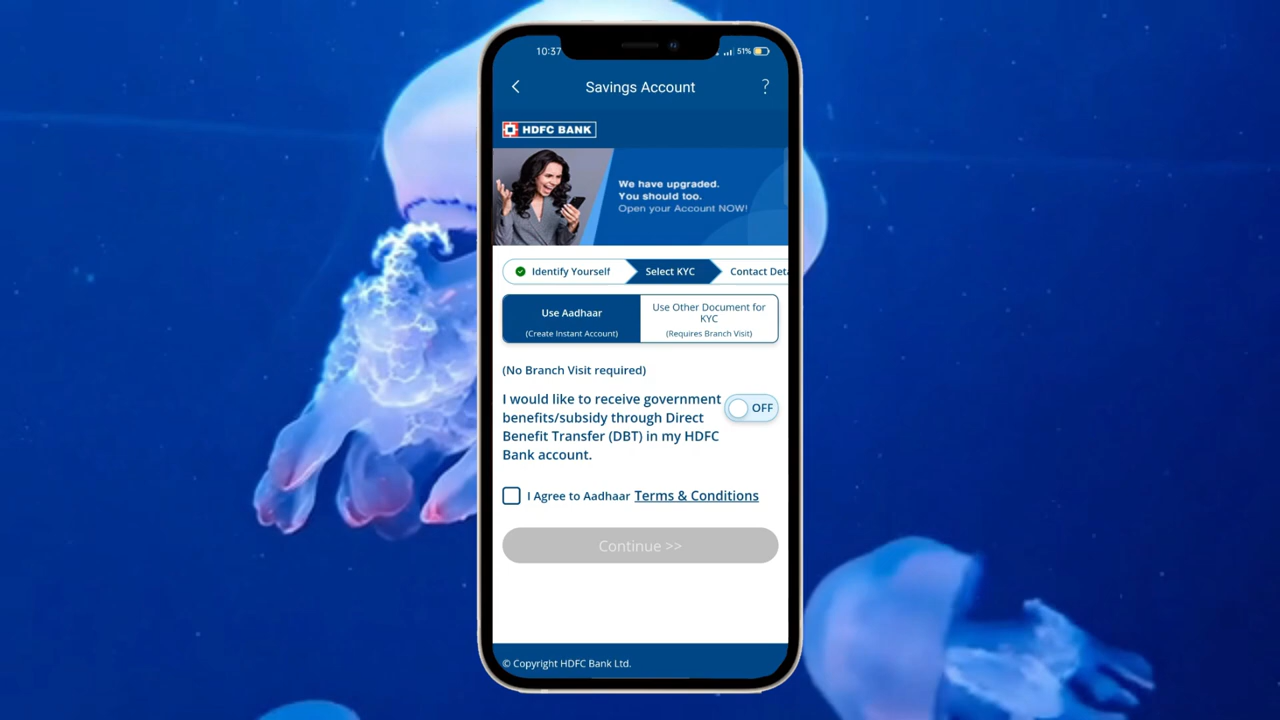 10:37
51%
Savings Account
?
HDFC BANK
We have upgraded.
You should too.
Open your Account NOW!
Identify Yourself
Select KYC
Contact Deta
Use Aadhaar
(Create Instant Account)
Use Other Document for
KYC
(Requires Branch Visit)
(No Branch Visit required)
I would like to receive government
benefits/subsidy through Direct
Benefit Transfer (DBT) in my HDFC
Bank account.
OFF
I Agree to Aadhaar Terms & Conditions
Continue >>
© Copyright HDFC Bank Ltd.